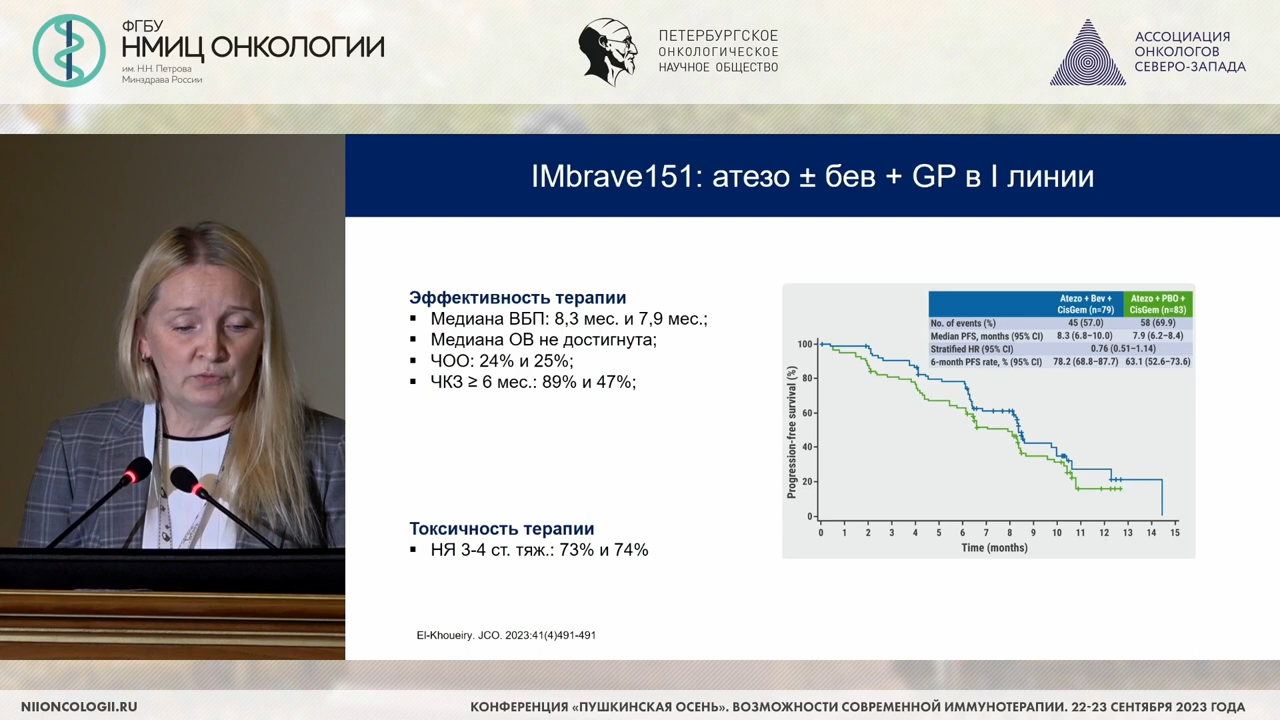 ФГБУ
НМИЦ ОНКОЛОГИИ
им. Н.Н. Петрова
Минздрава России
ПЕТЕРБУРГСКОЕ
ОНКОЛОГИЧЕСКОЕ
НАУЧНОЕ ОБЩЕСТВО
АССОЦИАЦИЯ
ОНКОЛОГОВ
СЕВЕРО-ЗАПАДА
IMbrave151: атезо ± бев + GP в I линии
Эффективность терапии
▪ Медиана ВБП: 8,3 мес. и 7,9 мес.;
▪ Медиана ОВ не достигнута;
▪ ЧОО: 24% и 25%;
▪ ЧКЗ ≥ 6 мес.: 89% и 47%;
Токсичность терапии
▪ НЯ 3-4 ст. тяж.: 73% и 74%
El-Khoueiry. JCO. 2023:41(4)491-491
Atezo + Bev + Atezo + PBO +
CisGem (n=79) CisGem (n=83)
No. of events (%) 45 (57.0) 58 (69.9)
Median PFS, months (95% CI) 8.3 (6.8–10.0) 7.9 (6.2–8.4)
Stratified HR (95% CI) 0.76 (0.51–1.14)
6-month PFS rate, % (95% CI) 78.2 (68.8–87.7) 63.1 (52.6–73.6)
Progression-free survival (%)
100
80
60
40
20
0
0 1 2 3 4 5 6 7 8 9 10 11 12 13 14 15
Time (months)
NIIONCOLOGII.RU
КОНФЕРЕНЦИЯ «ПУШКИНСКАЯ ОСЕНЬ». ВОЗМОЖНОСТИ СОВРЕМЕННОЙ ИММУНОТЕРАПИИ. 22-23 СЕНТЯБРЯ 2023 ГОДА